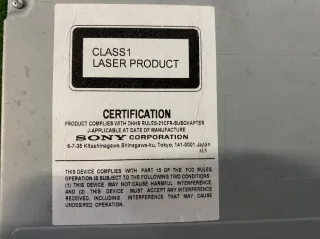 CLASS1
LASER PRODUCT
CERTIFICATION
PRODUCT COMPLIES WITH DHHS RULES-21CFR-SUBCHAPTER
J-APPLICABLE AT DATE OF MANUFACTURE
SONY CORPORATION
6-7-35 Kitashinagawa Shinagawa-ku, Tokyo, 141-0001 Japan
THIS DEVICE COMPLIES WITH PART 15 OF THE FCC RULES,
OPERATION IS SUBJECT TO THE FOLLOWING TWO CONDITIONS:
(1) THIS DEVICE MAY NOT CAUSE HARMFUL INTERFERENCE,
AND (2) THIS DEVICE MUST ACCEPT ANY INTERFERENCE
RECEIVED, INCLUDING INTERFERENCE THAT MAY CAUSE
UNDESIRED OPERATION.